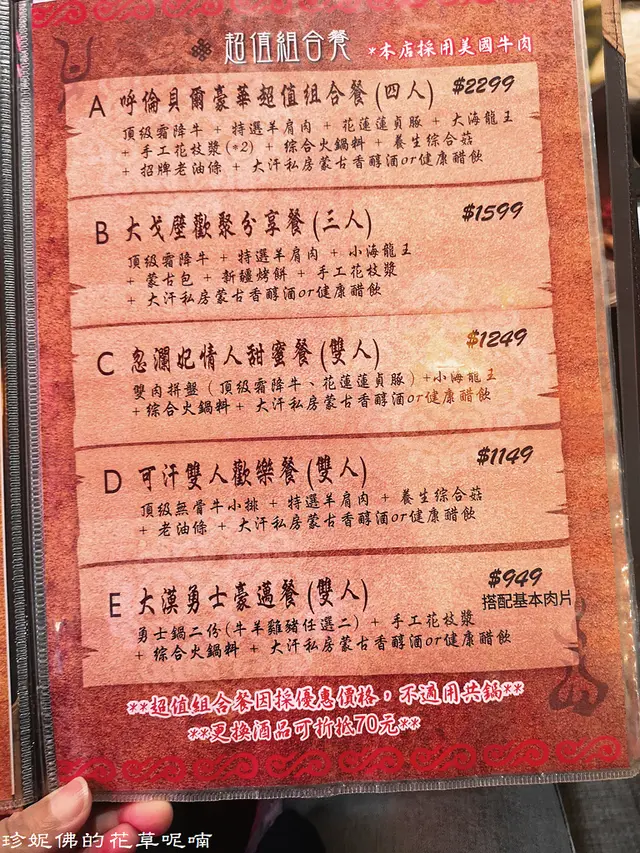 超值組合餐 *本店採用美國牛肉
A 呼倫貝爾豪華超值組合餐(四人) $2299
頂級霜降牛 + 特選羊肩肉 + 花蓮蓮貞豚 + 大海龍王
+ 手工花枝漿(*2) + 綜合火鍋料 + 養生綜合菇
+ 招牌老油條 + 大汗私房蒙古香醇酒or健康醋飲
B 大戈壁歡聚分享餐(三人) $1599
頂級霜降牛 + 特選羊肩肉 + 小海龍王
+ 蒙古包 + 新疆烤餅 + 手工花枝漿
+ 大汗私房蒙古香醇酒or健康醋飲
C 忽瀾妃情人甜蜜餐(雙人) $1249
雙肉拼盤(頂級霜降牛、花蓮蓮貞豚)+小海龍王
+綜合火鍋料+ 大汗私房蒙古香醇酒or健康醋飲
D 可汗雙人歡樂餐(雙人) $1149
頂級無骨牛小排 + 特選羊肩肉 + 養生綜合菇
+ 老油條 + 大汗私房蒙古香醇酒or健康醋飲
E 大漠勇士豪邁餐(雙人) $949
搭配基本肉片
勇士鍋二份(牛羊雞豬任選二) + 手工花枝漿
+ 綜合火鍋料 + 大汗私房蒙古香醇酒or健康醋飲
**超值組合餐因採優惠價格，不適用共鍋**
**更換酒品可折抵70元**
珍妮佛的花草呢喃